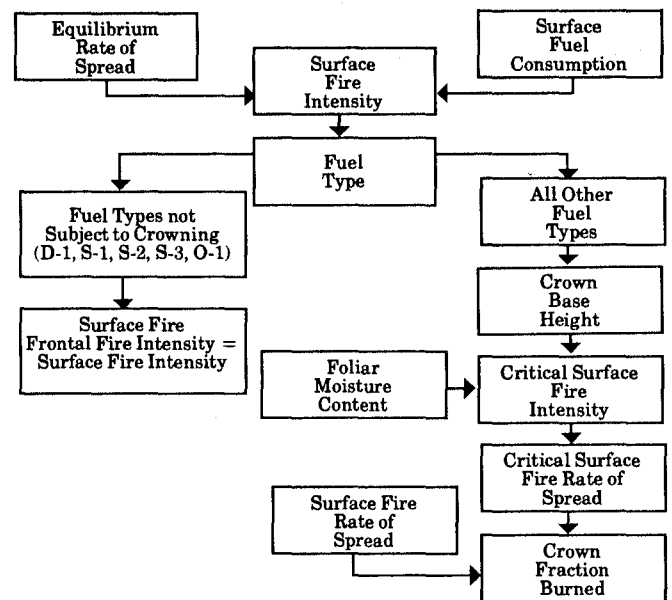 Equilibrium
Rate of
Spread
Surface
Fuel
Consumption
Surface
Fire
Intensity
Fuel
Type
Fuel Types not
Subject to Crowning
(D-1, S-1, S-2, S-3, O-1)
All Other
Fuel
Types
Surface Fire
Frontal Fire Intensity =
Surface Fire Intensity
Crown
Base
Height
Foliar
Moisture
Content
Critical Surface
Fire
Intensity
Critical Surface
Fire Rate of
Spread
Surface Fire
Rate of
Spread
Crown
Fraction
Burned